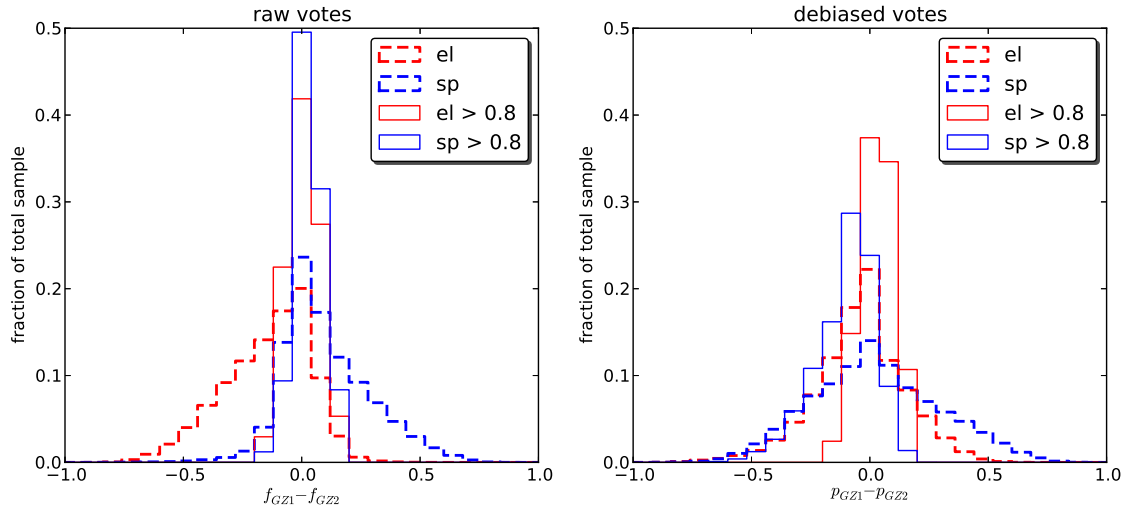 raw votes
0.5
0.4
0.3
0.2
0.1
0.0
fraction of total sample
el
sp
el > 0.8
sp > 0.8
−1.0 −0.5 0.0 0.5 1.0
f_GZ1−f_GZ2
debiased votes
0.5
0.4
0.3
0.2
0.1
0.0
fraction of total sample
el
sp
el > 0.8
sp > 0.8
−1.0 −0.5 0.0 0.5 1.0
p_GZ1−p_GZ2